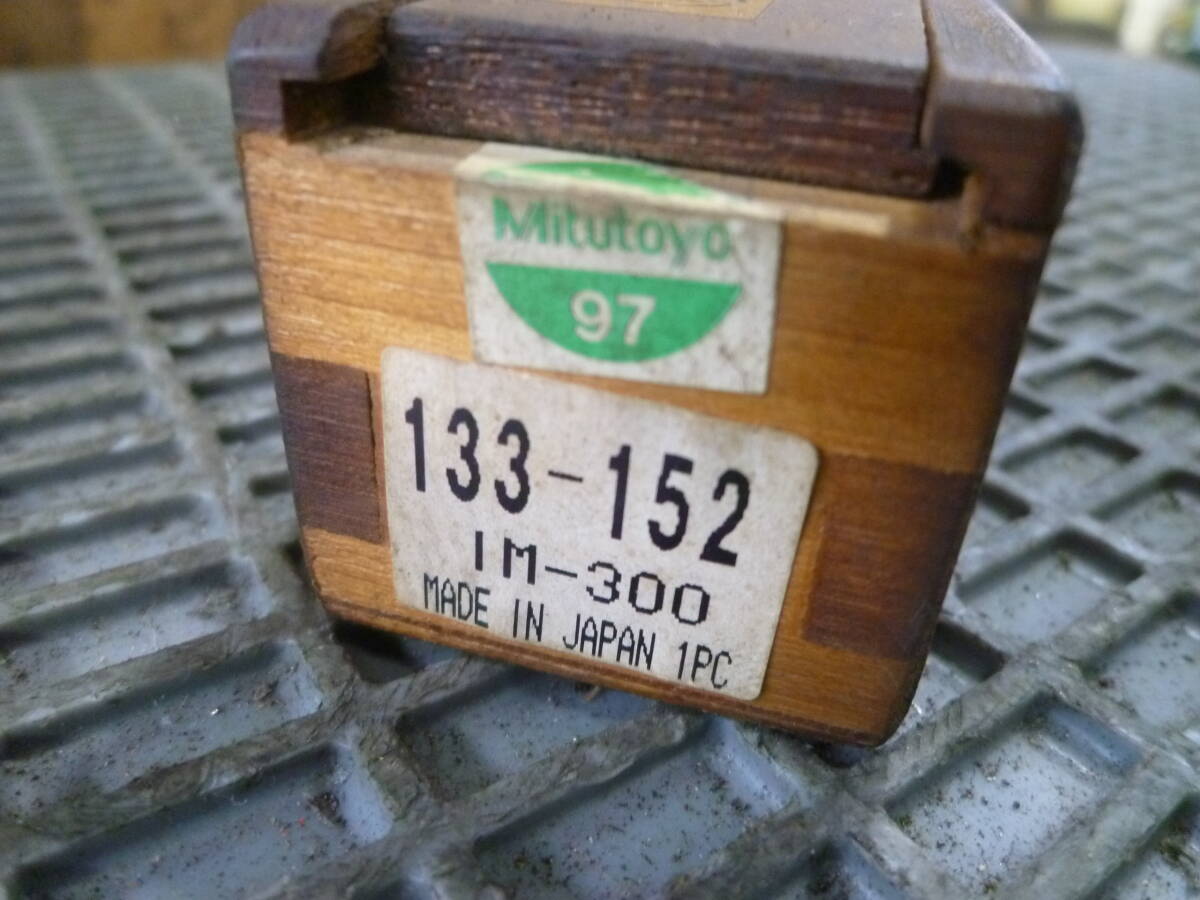 Mitutoyo
97
133-152
IM-300
MADE IN JAPAN 1PC